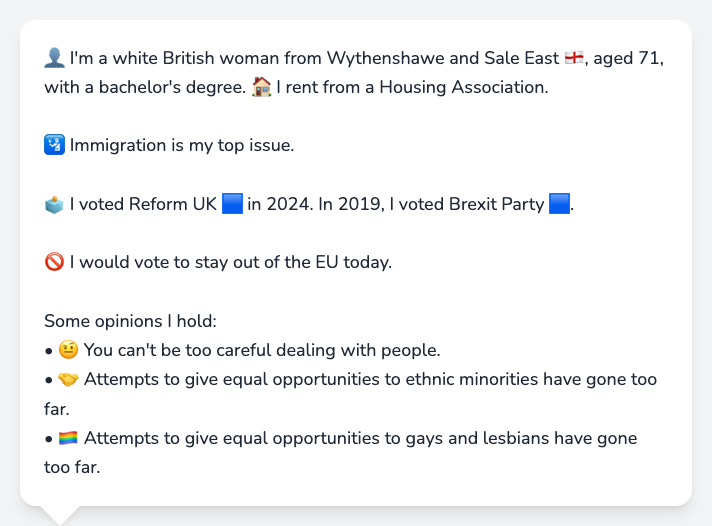 👤 I'm a white British woman from Wythenshawe and Sale East 🏴󠁧󠁢󠁥󠁮󠁧󠁿, aged 71,
with a bachelor's degree. 🏠 I rent from a Housing Association.
🛂 Immigration is my top issue.
🗳️ I voted Reform UK 🟦 in 2024. In 2019, I voted Brexit Party 🟦.
🚫 I would vote to stay out of the EU today.
Some opinions I hold:
• 🤨 You can't be too careful dealing with people.
• 🤝 Attempts to give equal opportunities to ethnic minorities have gone too
far.
• 🏳️‍🌈 Attempts to give equal opportunities to gays and lesbians have gone
too far.